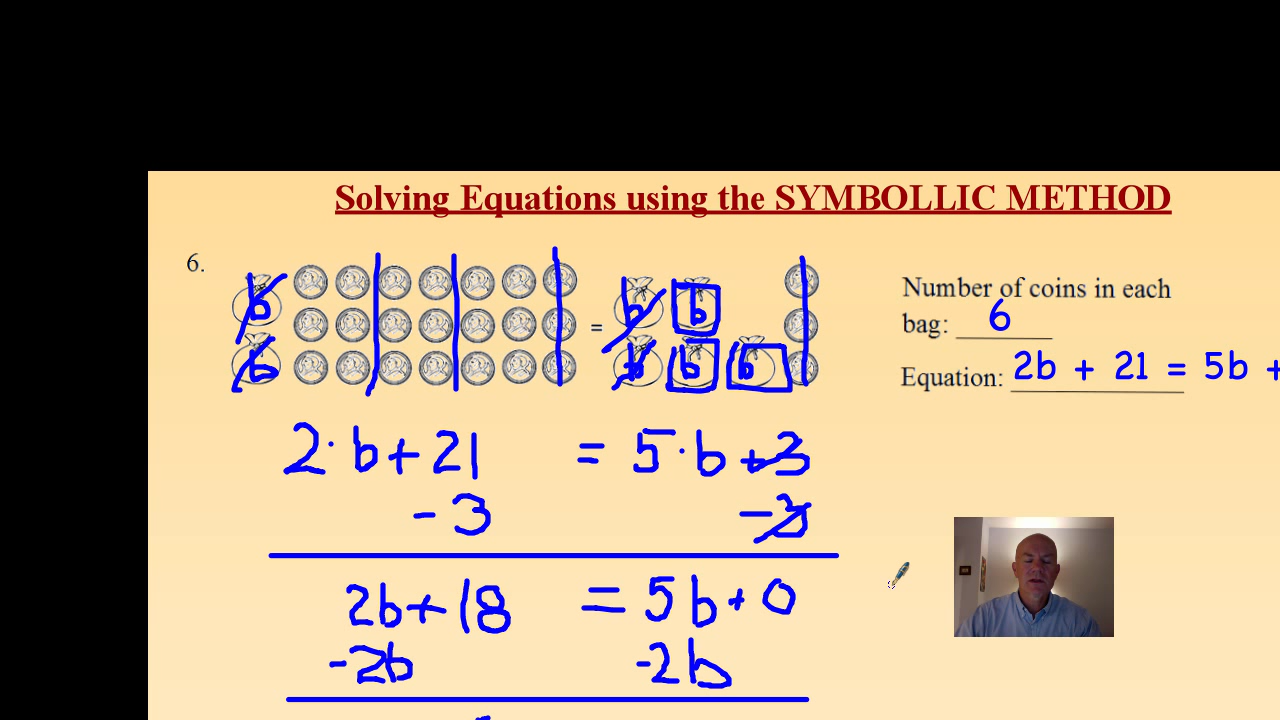 Solving Equations using the SYMBOLLIC METHOD
6.
b b b b
= 
b b b
Number of coins in each
bag: 6
Equation: 2b + 21 = 5b +
2·b+21 = 5·b+3
-3 -3
2b+18 = 5b+0
-2b -2b